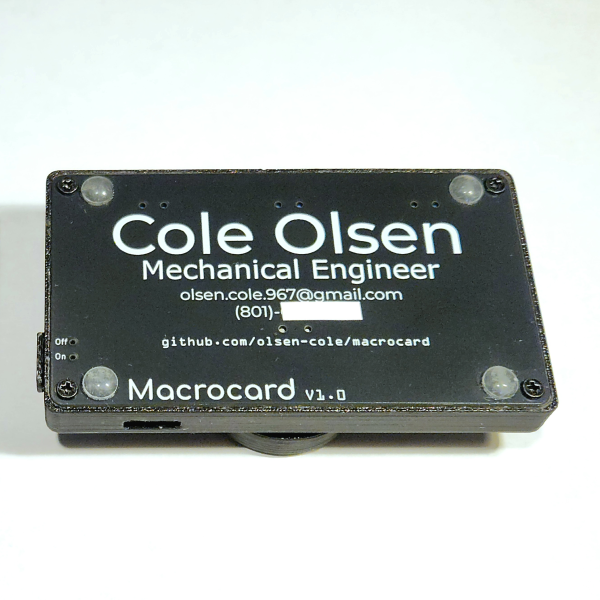 Cole Olsen
Mechanical Engineer
olsen.cole.967@gmail.com
(801)-
github.com/olsen-cole/macrocard
Off
On
Macrocard V1.0